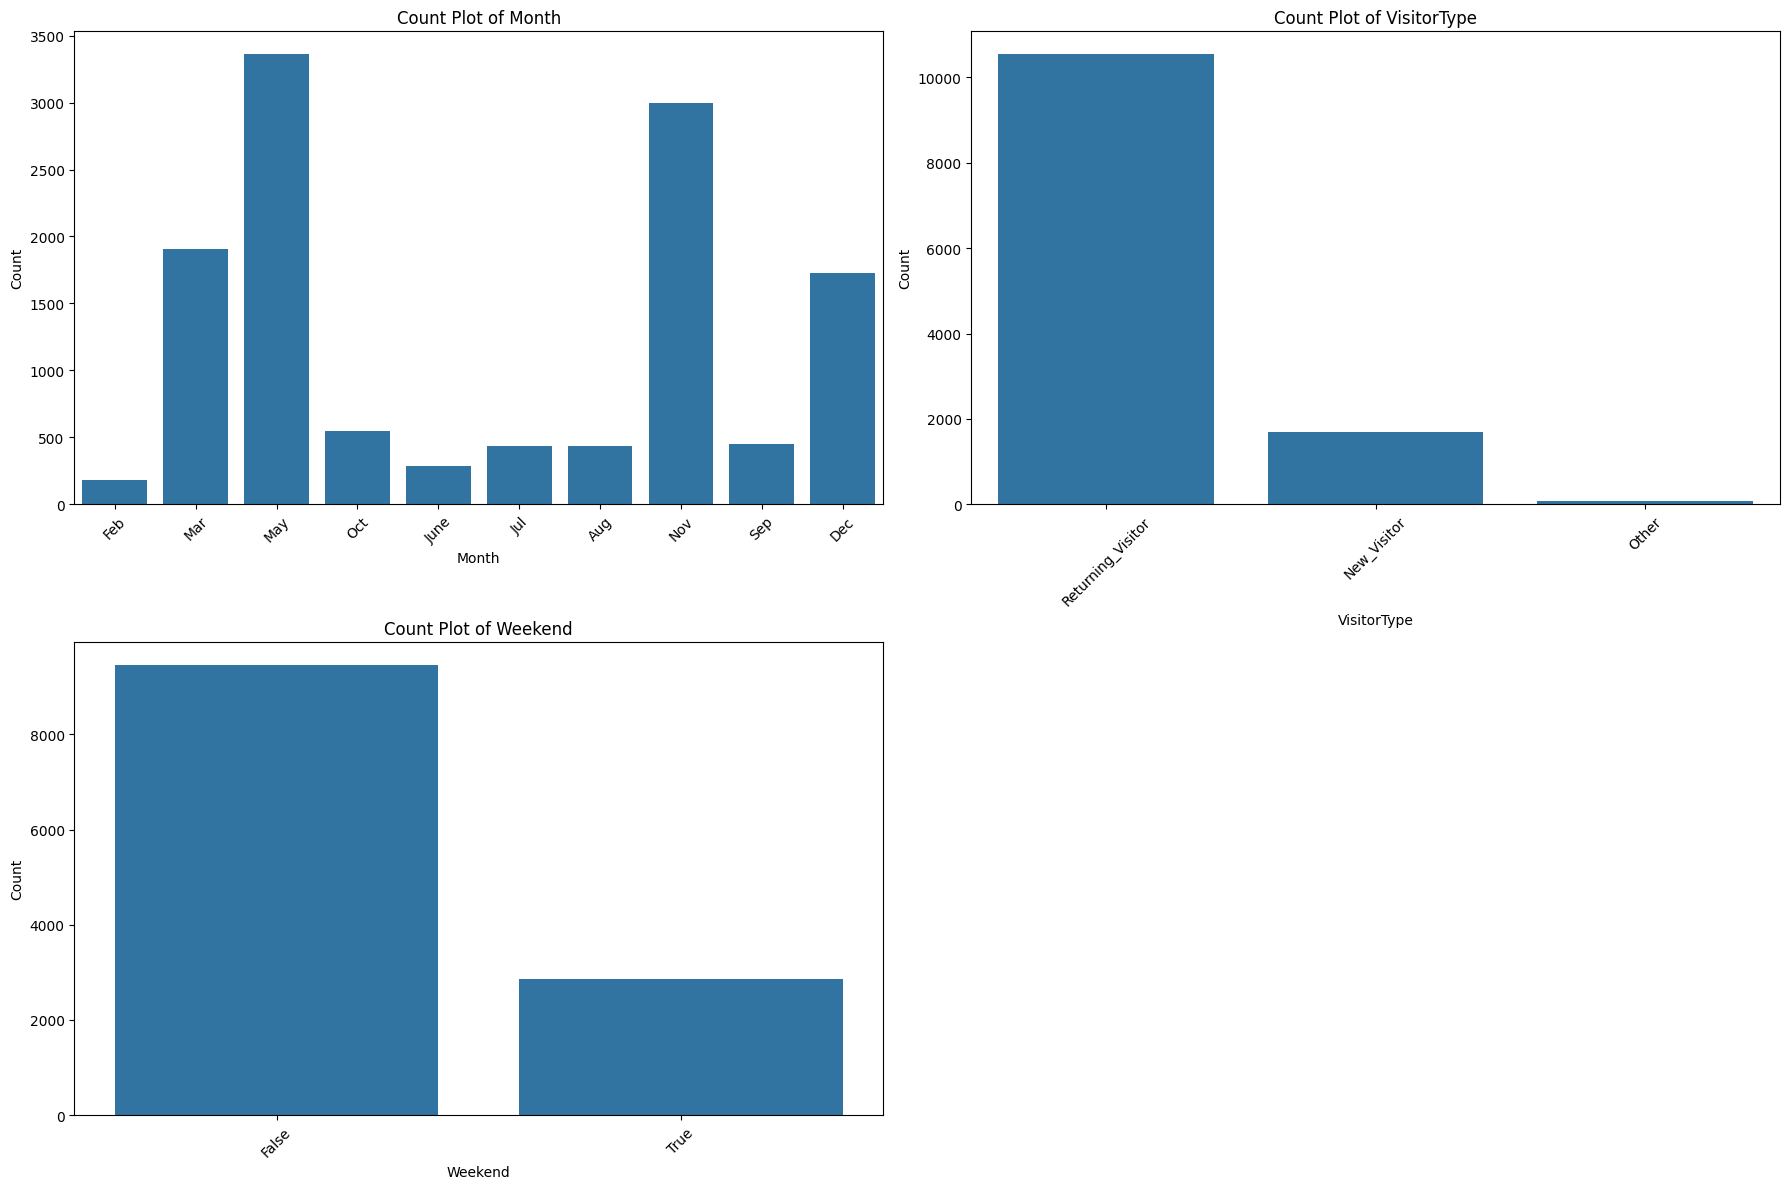 Count Plot of Month
3500
3000
2500
2000
1500
1000
500
0
Count
Feb Mar May Oct June Jul Aug Nov Sep Dec
Month
Count Plot of VisitorType
10000
8000
6000
4000
2000
0
Count
Returning_Visitor New_Visitor Other
VisitorType
Count Plot of Weekend
8000
6000
4000
2000
0
Count
False True
Weekend